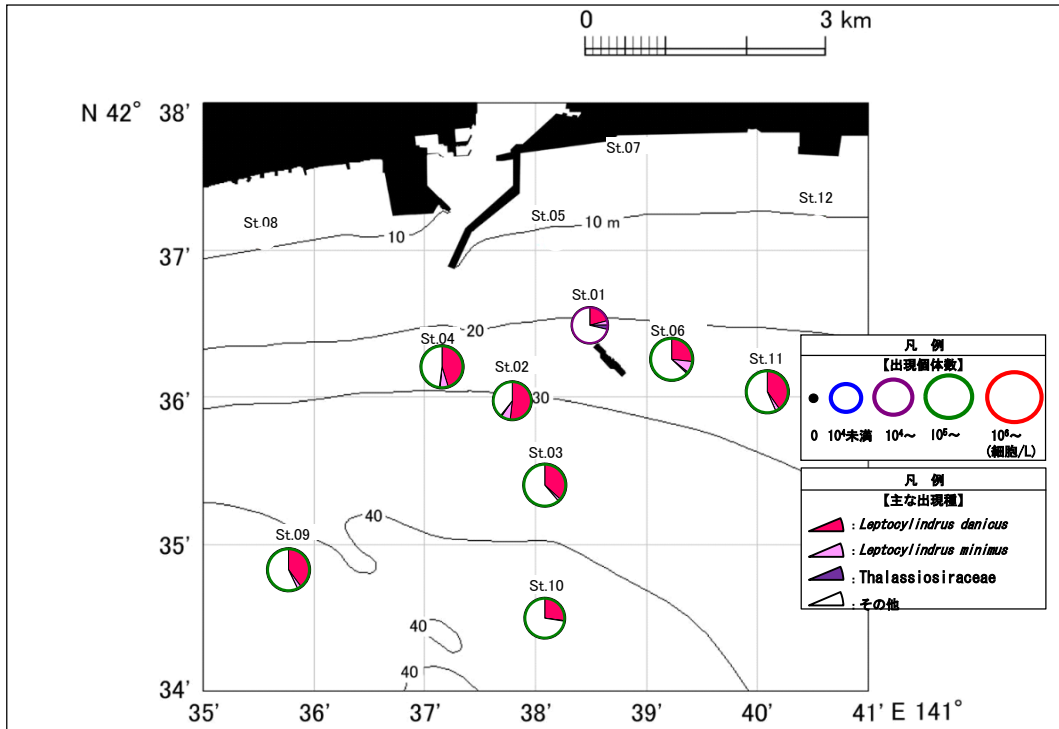 0 3 km
N 42° 38'
St.07
St.12
St.08
St.05
10
10 m
37'
St.01
20
St.04
St.06
St.02
St.11
36'
30
St.03
40
St.09
35'
St.10
40
40
34'
35' 36' 37' 38' 39' 40' 41' E 141°
凡 例
【出現個体数】
0 10⁴未満 10⁴~ 10⁵~ 10⁶~
(細胞/L)
凡 例
【主な出現種】
: Leptocylindrus danicus
: Leptocylindrus minimus
: Thalassiosiraceae
: その他